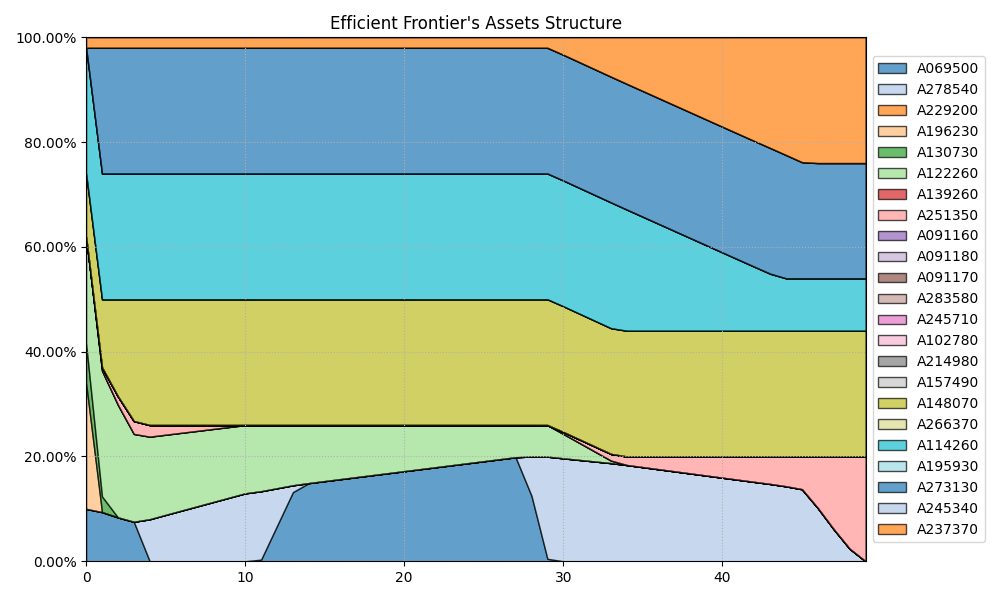 Efficient Frontier's Assets Structure
100.00%
80.00%
60.00%
40.00%
20.00%
0.00%
0
10
20
30
40
A069500
A278540
A229200
A196230
A130730
A122260
A139260
A251350
A091160
A091180
A091170
A283580
A245710
A102780
A214980
A157490
A148070
A266370
A114260
A195930
A273130
A245340
A237370